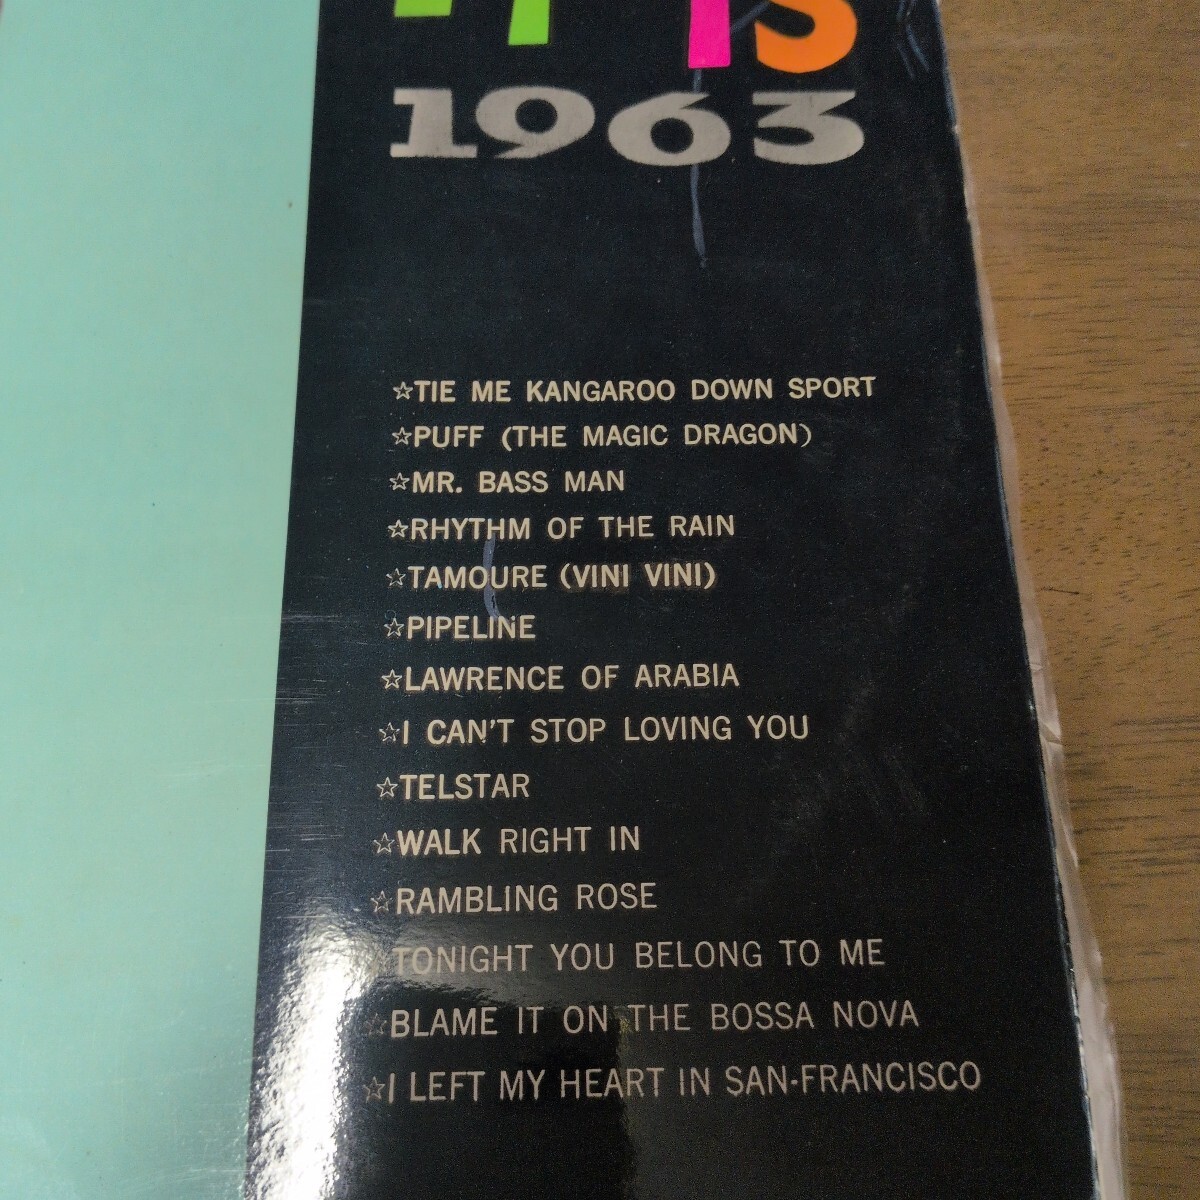 1963
☆TIE ME KANGAROO DOWN SPORT
☆PUFF (THE MAGIC DRAGON)
☆MR. BASS MAN
☆RHYTHM OF THE RAIN
☆TAMOURE (VINI VINI)
☆PIPELINE
☆LAWRENCE OF ARABIA
☆I CAN'T STOP LOVING YOU
☆TELSTAR
☆WALK RIGHT IN
☆RAMBLING ROSE
☆TONIGHT YOU BELONG TO ME
☆BLAME IT ON THE BOSSA NOVA
☆I LEFT MY HEART IN SAN-FRANCISCO